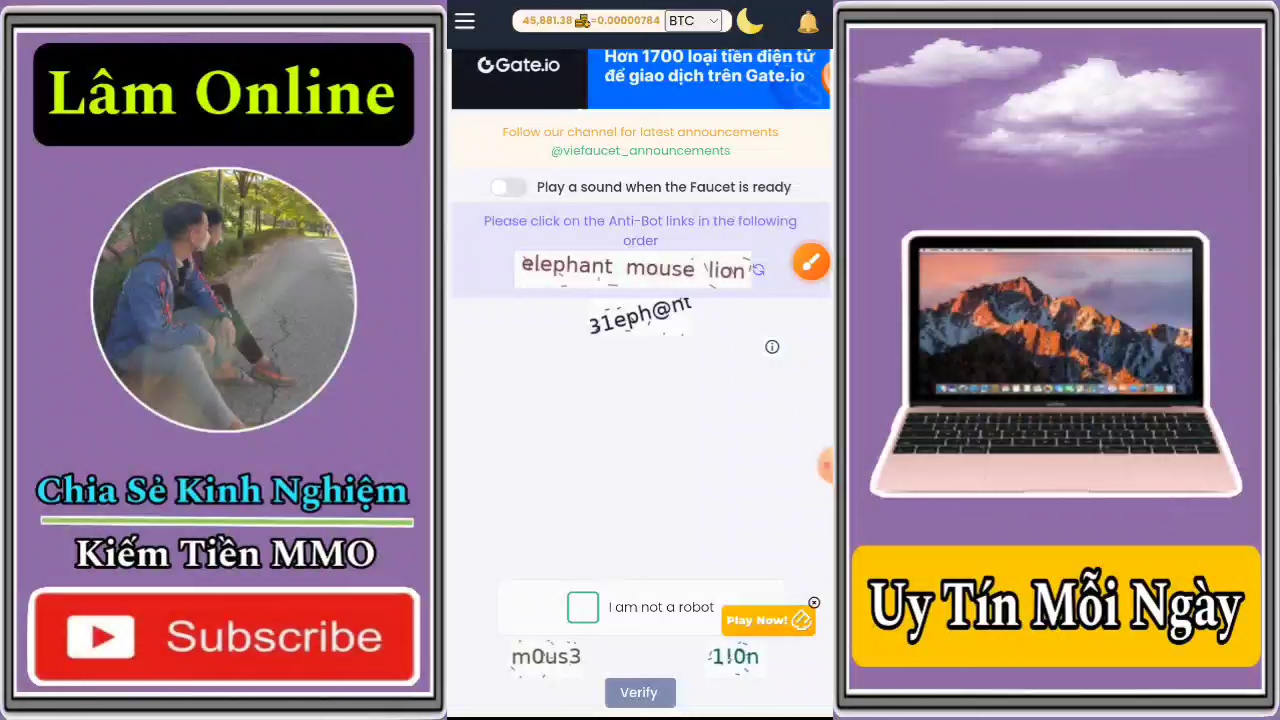 Lâm Online
Chia Sẻ Kinh Nghiệm
Kiếm Tiền MMO
Subscribe
45,881.38 =0.00000784 BTC
Gate.io
Hơn 1700 loại tiền điện tử
để giao dịch trên Gate.io
Follow our channel for latest announcements
@viefaucet_announcements
Play a sound when the Faucet is ready
Please click on the Anti-Bot links in the following
order
elephant mouse lion
31eph@nt
I am not a robot
Play Now!
m0us3
1!0n
Verify
Uy Tín Mỗi Ngày